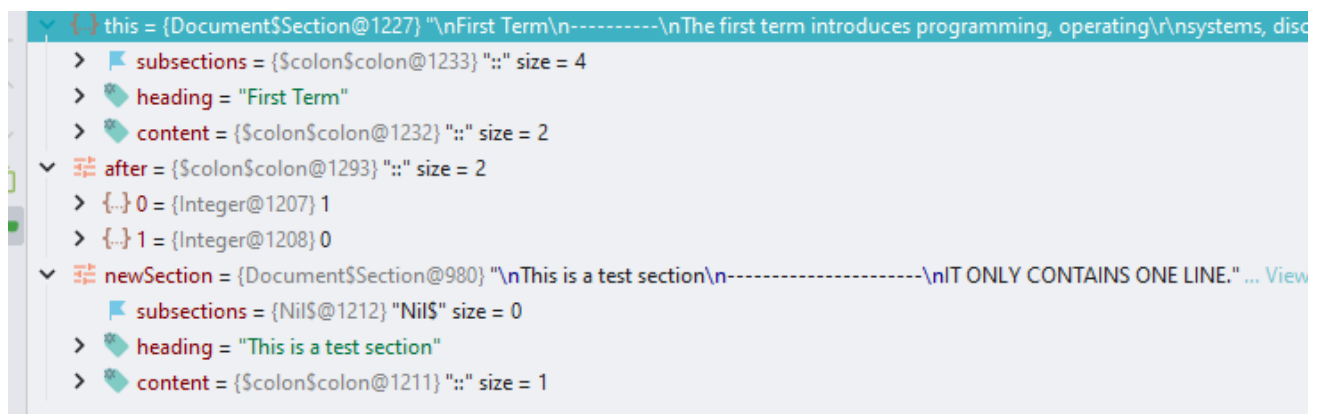 this = {Document$Section@1227} "\nFirst Term\n----------\nThe first term introduces programming, operating\r\nsystems, disc
subsections = {$colon$colon@1233} "::" size = 4
heading = "First Term"
content = {$colon$colon@1232} "::" size = 2
after = {$colon$colon@1293} "::" size = 2
{...} 0 = {Integer@1207} 1
{...} 1 = {Integer@1208} 0
newSection = {Document$Section@980} "\nThis is a test section\n----------------------\nIT ONLY CONTAINS ONE LINE." ... View
subsections = {Nil$@1212} "Nil$" size = 0
heading = "This is a test section"
content = {$colon$colon@1211} "::" size = 1